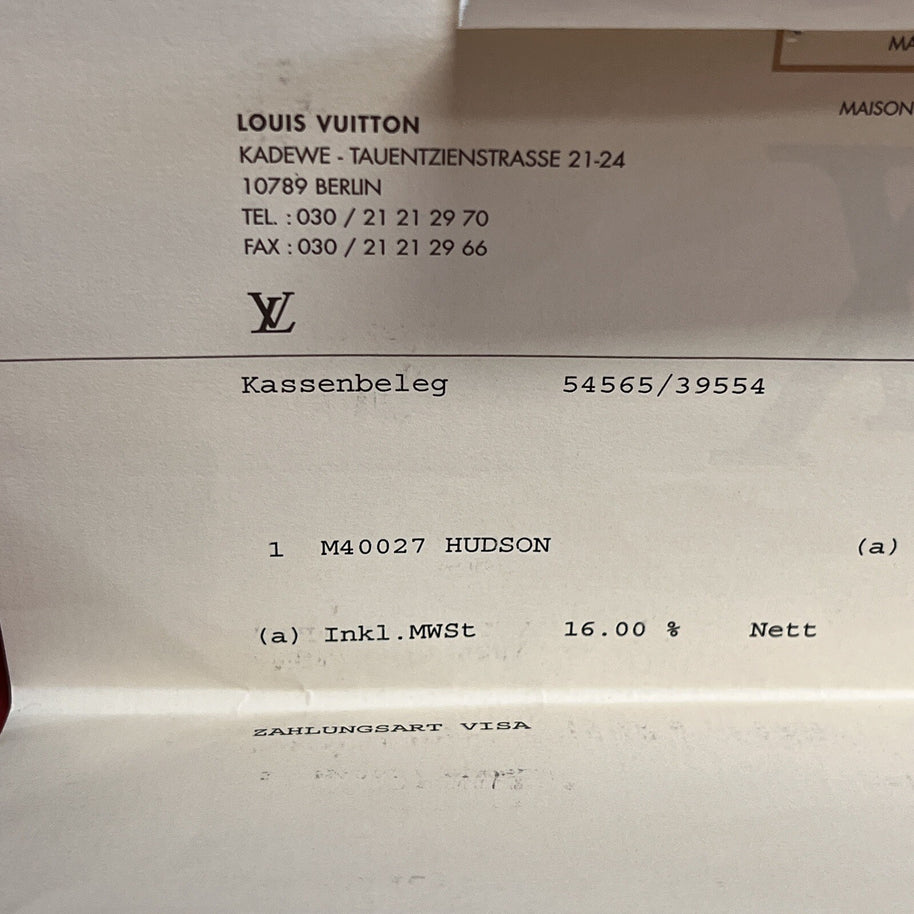 MA
MAISON
LOUIS VUITTON
KADEWE - TAUENTZIENSTRASSE 21-24
10789 BERLIN
TEL. : 030 / 21 21 29 70
FAX : 030 / 21 21 29 66
LV
Kassenbeleg 54565/39554
1 M40027 HUDSON (a)
(a) Inkl.MWSt 16.00 % Nett
ZAHLUNGSART VISA